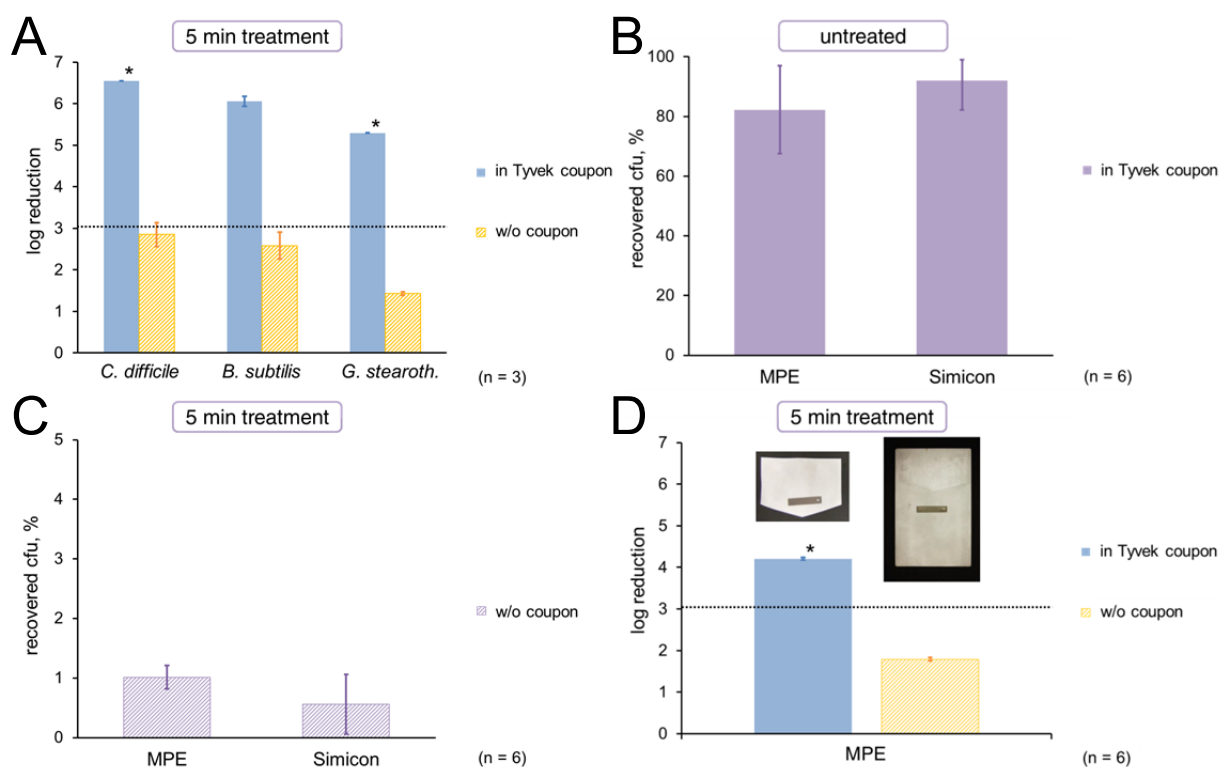 A
5 min treatment
log reduction
7
6
5
4
3
2
1
0
*
*
C. difficile
B. subtilis
G. stearoth.
in Tyvek coupon
w/o coupon
(n = 3)
B
untreated
recovered cfu, %
100
80
60
40
20
0
MPE
Simicon
in Tyvek coupon
(n = 6)
C
5 min treatment
recovered cfu, %
5
4
3
2
1
0
MPE
Simicon
w/o coupon
(n = 6)
D
5 min treatment
log reduction
7
6
5
4
3
2
1
0
*
MPE
in Tyvek coupon
w/o coupon
(n = 6)